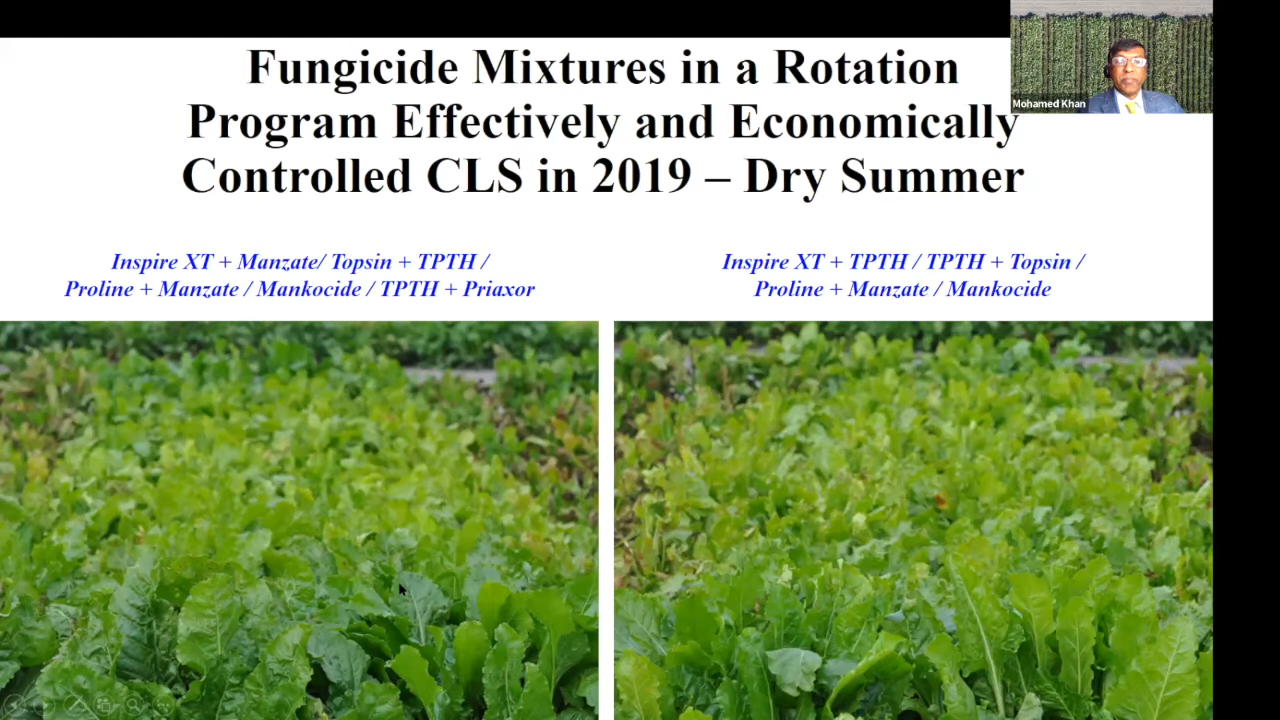 Fungicide Mixtures in a Rotation
Program Effectively and Economically
Controlled CLS in 2019 – Dry Summer
Mohamed Khan
Inspire XT + Manzate/ Topsin + TPTH /
Proline + Manzate / Mankocide / TPTH + Priaxor
Inspire XT + TPTH / TPTH + Topsin /
Proline + Manzate / Mankocide